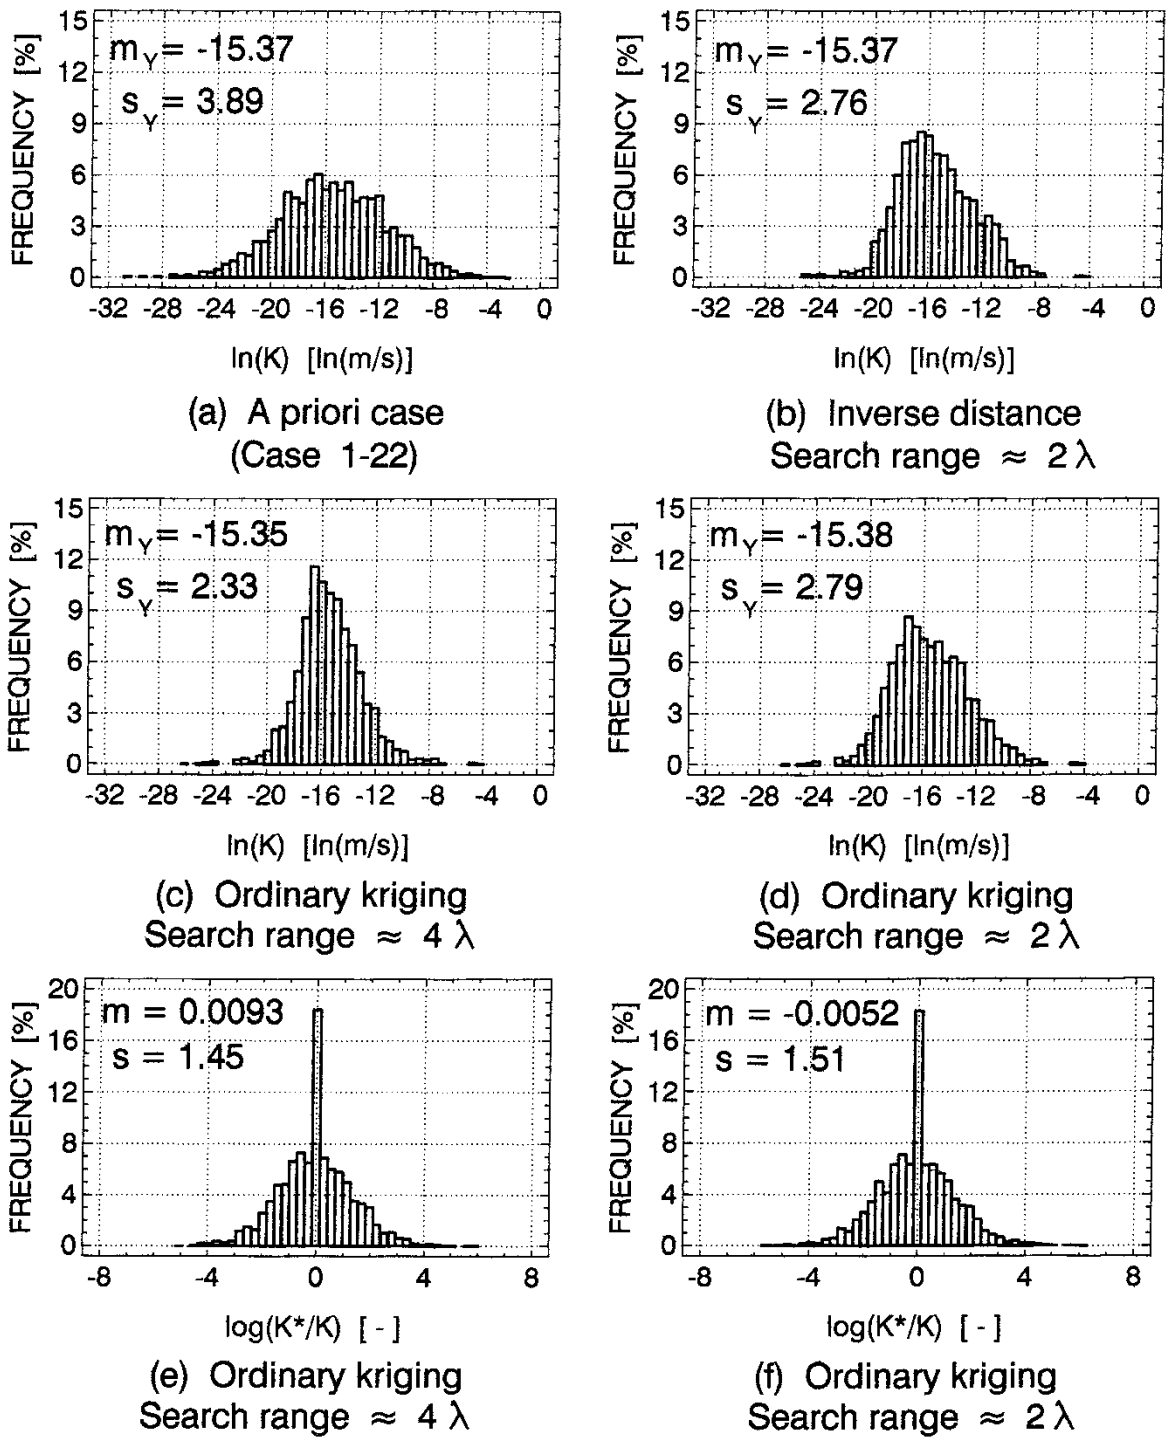 15
12
9
6
3
0
FREQUENCY [%]
m_Y = -15.37
s_Y = 3.89
-32 -28 -24 -20 -16 -12 -8 -4 0
ln(K) [ln(m/s)]
(a) A priori case
(Case 1-22)
15
12
9
6
3
0
FREQUENCY [%]
m_Y = -15.37
s_Y = 2.76
-32 -28 -24 -20 -16 -12 -8 -4 0
ln(K) [ln(m/s)]
(b) Inverse distance
Search range ≈ 2 λ
15
12
9
6
3
0
FREQUENCY [%]
m_Y = -15.35
s_Y = 2.33
-32 -28 -24 -20 -16 -12 -8 -4 0
ln(K) [ln(m/s)]
(c) Ordinary kriging
Search range ≈ 4 λ
15
12
9
6
3
0
FREQUENCY [%]
m_Y = -15.38
s_Y = 2.79
-32 -28 -24 -20 -16 -12 -8 -4 0
ln(K) [ln(m/s)]
(d) Ordinary kriging
Search range ≈ 2 λ
20
16
12
8
4
0
FREQUENCY [%]
m = 0.0093
s = 1.45
-8 -4 0 4 8
log(K*/K) [ - ]
(e) Ordinary kriging
Search range ≈ 4 λ
20
16
12
8
4
0
FREQUENCY [%]
m = -0.0052
s = 1.51
-8 -4 0 4 8
log(K*/K) [ - ]
(f) Ordinary kriging
Search range ≈ 2 λ